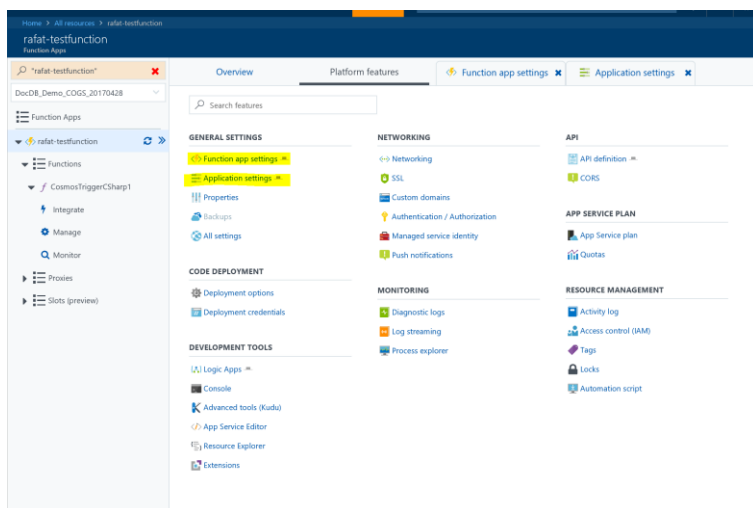 Home > All resources > rafat-testfunction
rafat-testfunction
Function Apps
"rafat-testfunction"
DocDB_Demo_COGS_20170428
Function Apps
rafat-testfunction
Functions
CosmosTriggerCSharp1
Integrate
Manage
Monitor
Proxies
Slots (preview)
Overview Platform features Function app settings Application settings
Search features
GENERAL SETTINGS
Function app settings
Application settings
Properties
Backups
All settings
CODE DEPLOYMENT
Deployment options
Deployment credentials
DEVELOPMENT TOOLS
Logic Apps
Console
Advanced tools (Kudu)
App Service Editor
Resource Explorer
Extensions
NETWORKING
Networking
SSL
Custom domains
Authentication / Authorization
Managed service identity
Push notifications
MONITORING
Diagnostic logs
Log streaming
Process explorer
API
API definition
CORS
APP SERVICE PLAN
App Service plan
Quotas
RESOURCE MANAGEMENT
Activity log
Access control (IAM)
Tags
Locks
Automation script